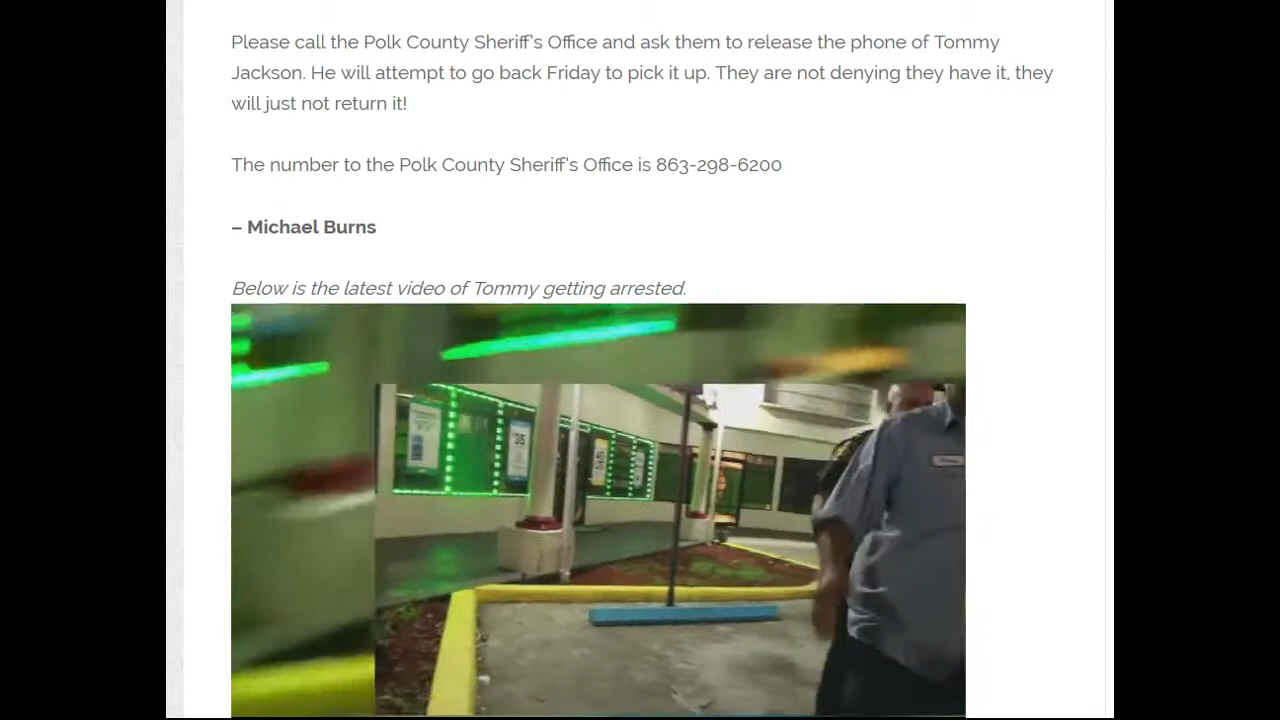 Please call the Polk County Sheriff's Office and ask them to release the phone of Tommy
Jackson. He will attempt to go back Friday to pick it up. They are not denying they have it, they
will just not return it!
The number to the Polk County Sheriff's Office is 863-298-6200
– Michael Burns
Below is the latest video of Tommy getting arrested.
$35